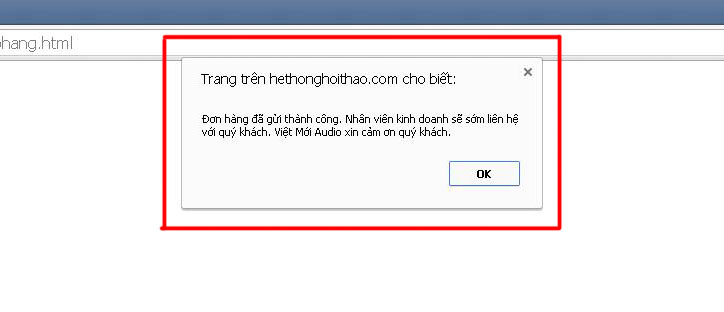 hang.html
Trang trên hethonghoithao.com cho biết:
Đơn hàng đã gửi thành công. Nhân viên kinh doanh sẽ sớm liên hệ
với quý khách. Việt Mới Audio xin cảm ơn quý khách.
OK